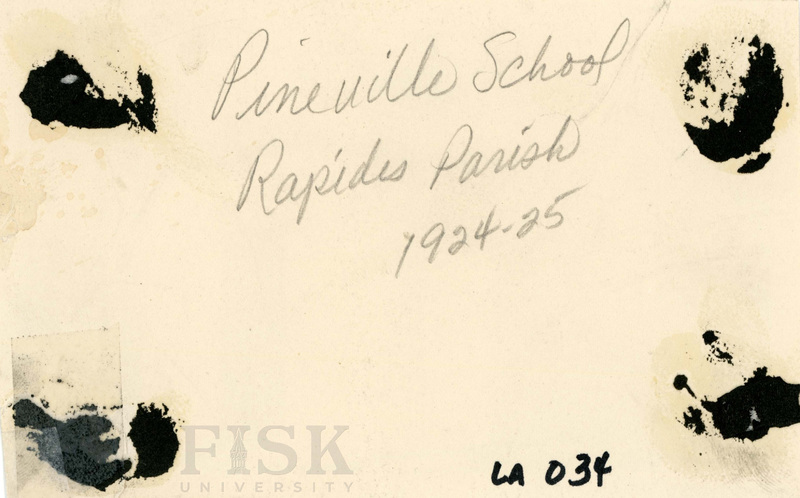 Pineville School
Rapides Parish
1924-25
FISK
UNIVERSITY
LA 034